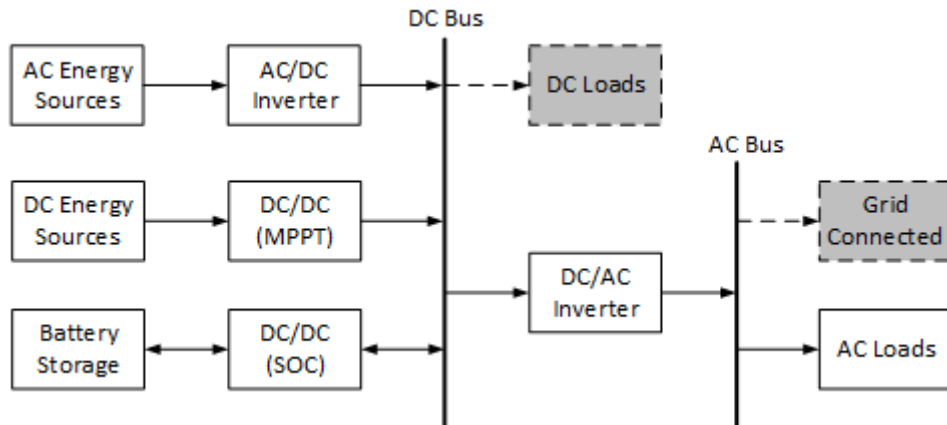 DC Bus
AC Energy
Sources
AC/DC
Inverter
DC Loads
AC Bus
DC Energy
Sources
DC/DC
(MPPT)
Grid
Connected
DC/AC
Inverter
Battery
Storage
DC/DC
(SOC)
AC Loads